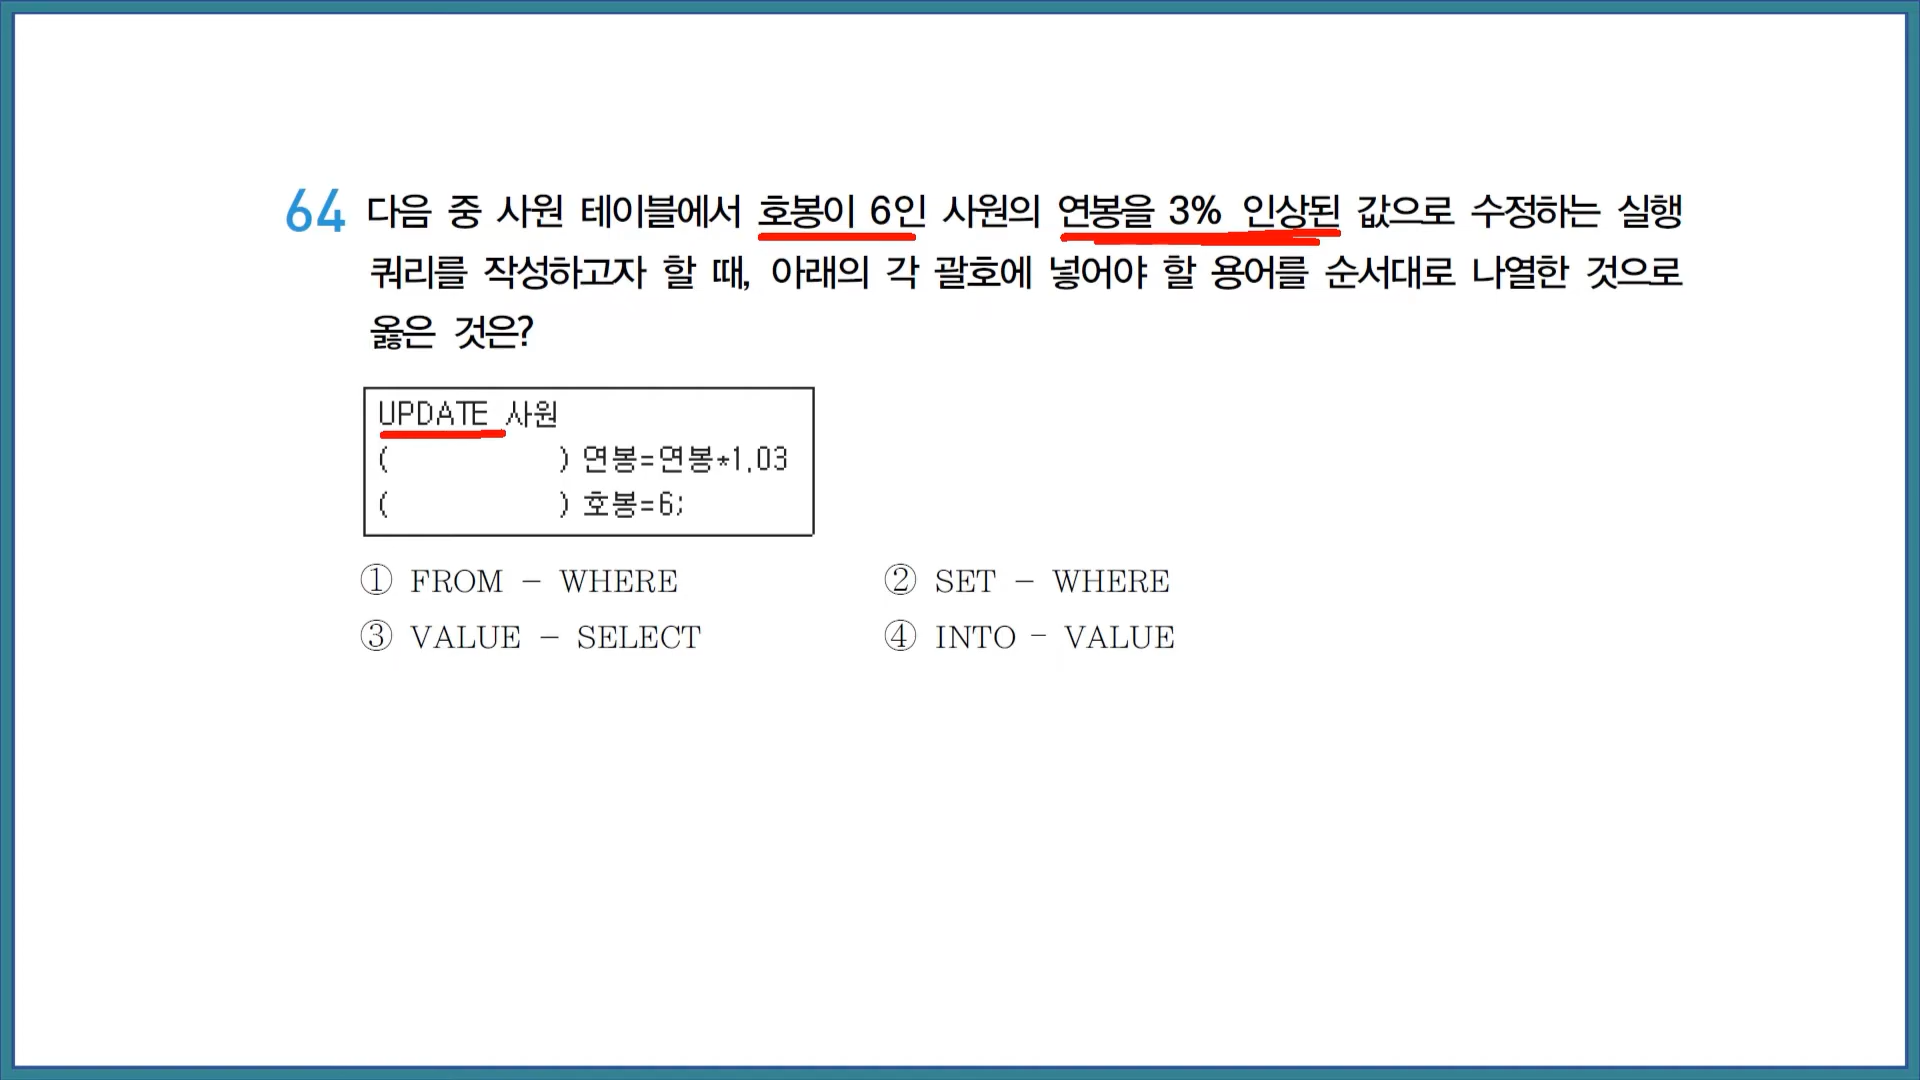 64 다음 중 사원 테이블에서 호봉이 6인 사원의 연봉을 3% 인상된 값으로 수정하는 실행
쿼리를 작성하고자 할 때, 아래의 각 괄호에 넣어야 할 용어를 순서대로 나열한 것으로
옳은 것은?
UPDATE 사원
( ) 연봉=연봉*1.03
( ) 호봉=6;
① FROM - WHERE ② SET - WHERE
③ VALUE - SELECT ④ INTO - VALUE